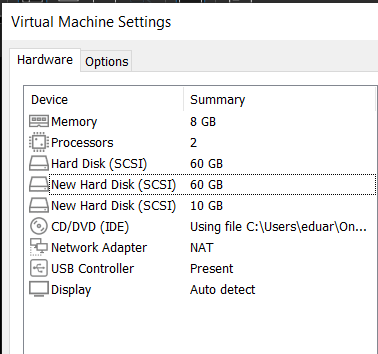 Virtual Machine Settings
Hardware Options
Device Summary
Memory 8 GB
Processors 2
Hard Disk (SCSI) 60 GB
New Hard Disk (SCSI) 60 GB
New Hard Disk (SCSI) 10 GB
CD/DVD (IDE) Using file C:\Users\eduar\On...
Network Adapter NAT
USB Controller Present
Display Auto detect